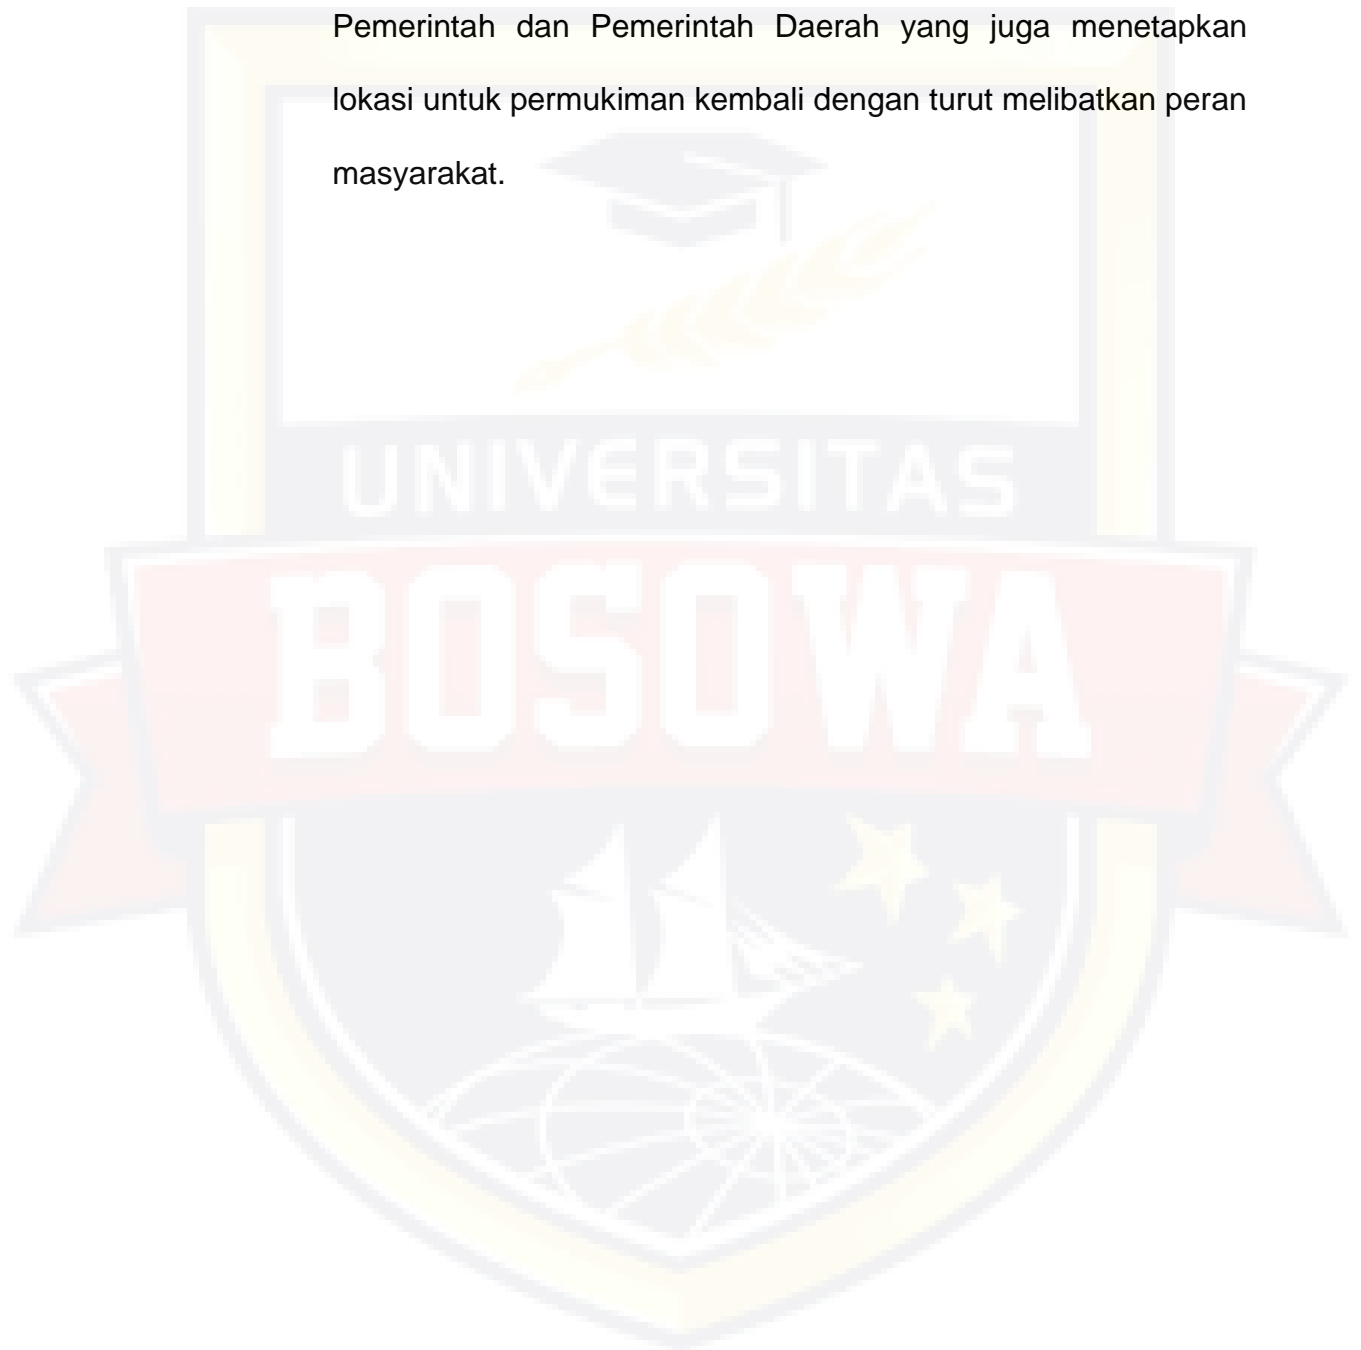 Pemerintah dan Pemerintah Daerah yang juga menetapkan
lokasi untuk permukiman kembali dengan turut melibatkan peran
masyarakat.
UNIVERSITAS
BOSOWA